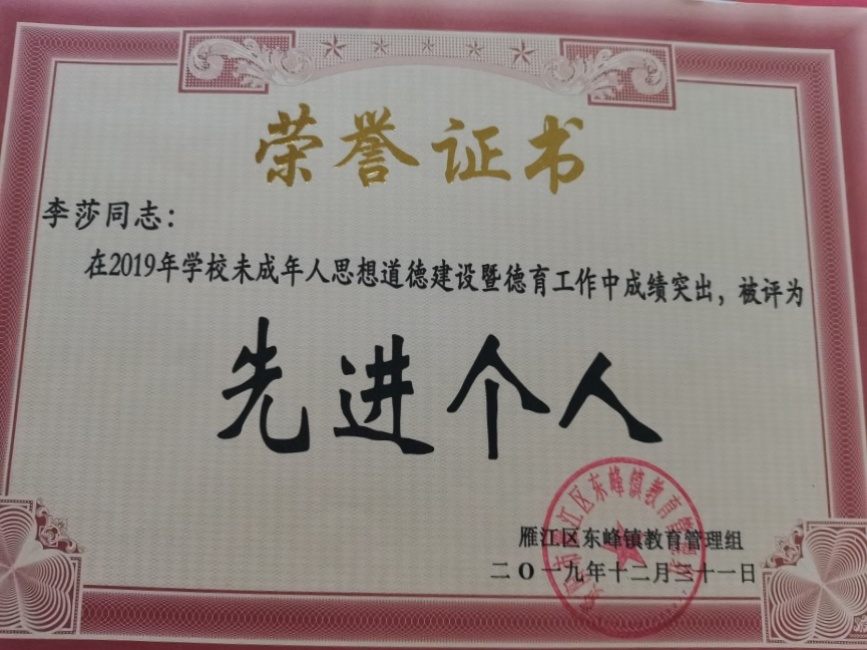 荣誉证书
李莎同志：
在2019年学校未成年人思想道德建设暨德育工作中成绩突出，被评为
先进个人
雁江区东峰镇教育管理组
二O一九年十二月三十一日